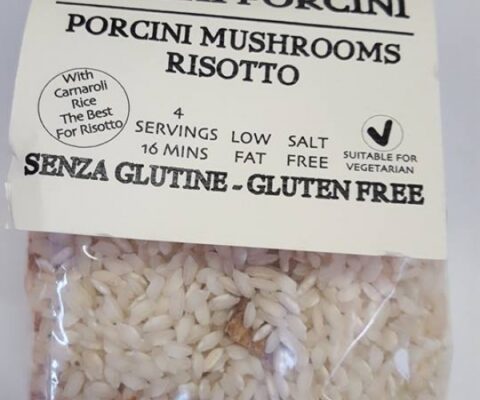 PORCINI
PORCINI MUSHROOMS
RISOTTO
With
Carnaroli
Rice
The Best
For Risotto
4
SERVINGS
16 MINS
LOW
FAT
SALT
FREE
SUITABLE FOR
VEGETARIAN
SENZA GLUTINE - GLUTEN FREE